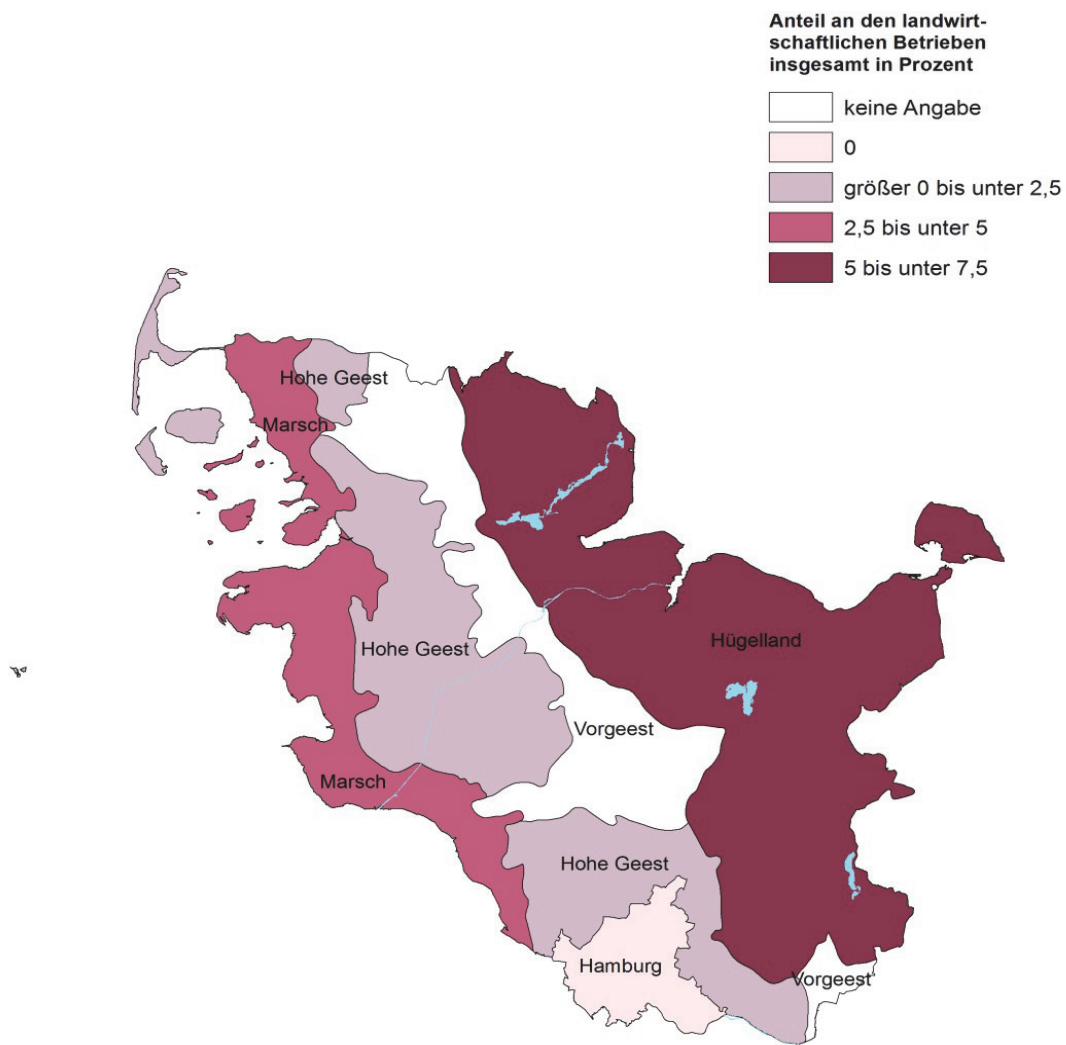 Anteil an den landwirt-
schaftlichen Betrieben
insgesamt in Prozent
keine Angabe
0
größer 0 bis unter 2,5
2,5 bis unter 5
5 bis unter 7,5
Hohe Geest
Marsch
Hügelland
Hohe Geest
Vorgeest
Marsch
Hohe Geest
Hamburg
Vorgeest